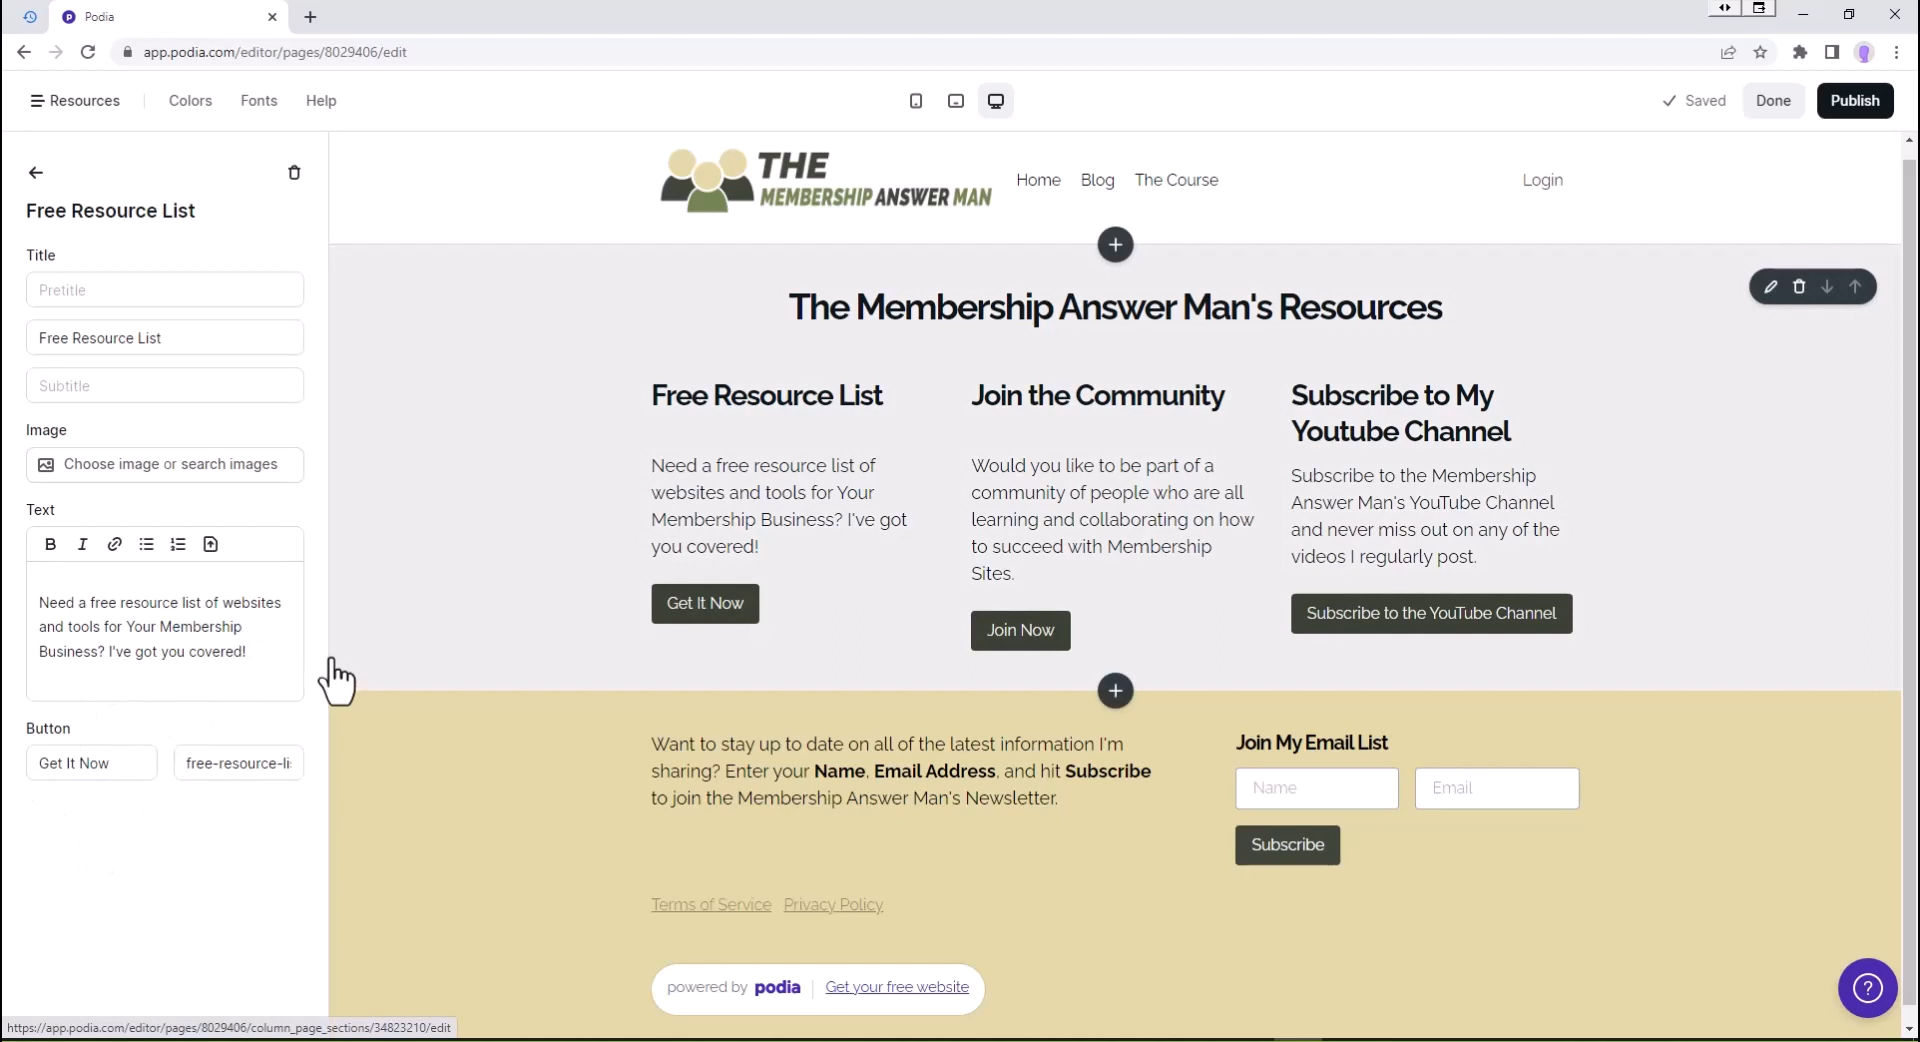 Podia
app.podia.com/editor/pages/8029406/edit
Resources
Colors
Fonts
Help
Saved
Done
Publish
Free Resource List
Title
Pretitle
Free Resource List
Subtitle
Image
Choose image or search images
Text
B I
Need a free resource list of websites
and tools for Your Membership
Business? I've got you covered!
Button
Get It Now
free-resource-li
https://app.podia.com/editor/pages/8029406/column_page_sections/34823210/edit
THE
MEMBERSHIP ANSWER MAN
Home
Blog
The Course
Login
The Membership Answer Man's Resources
Free Resource List
Need a free resource list of
websites and tools for Your
Membership Business? I've got
you covered!
Get It Now
Join the Community
Would you like to be part of a
community of people who are all
learning and collaborating on how
to succeed with Membership
Sites.
Join Now
Subscribe to My
Youtube Channel
Subscribe to the Membership
Answer Man's YouTube Channel
and never miss out on any of the
videos I regularly post.
Subscribe to the YouTube Channel
Want to stay up to date on all of the latest information I'm
sharing? Enter your Name, Email Address, and hit Subscribe
to join the Membership Answer Man's Newsletter.
Join My Email List
Name
Email
Subscribe
Terms of Service
Privacy Policy
powered by podia
Get your free website
?